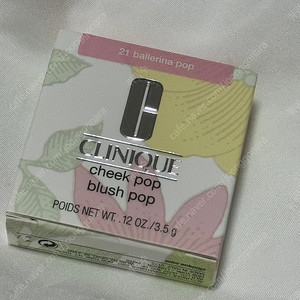 21 ballerina pop
CLINIQUE
cheek pop
blush pop
POIDS NET WT. .12 OZ./3.5 g